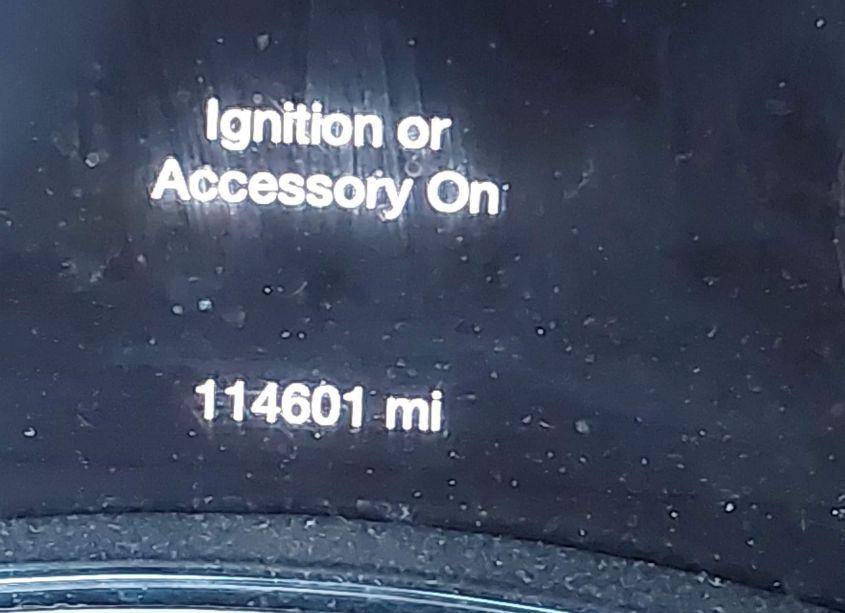 Ignition or
Accessory On
114601 mi